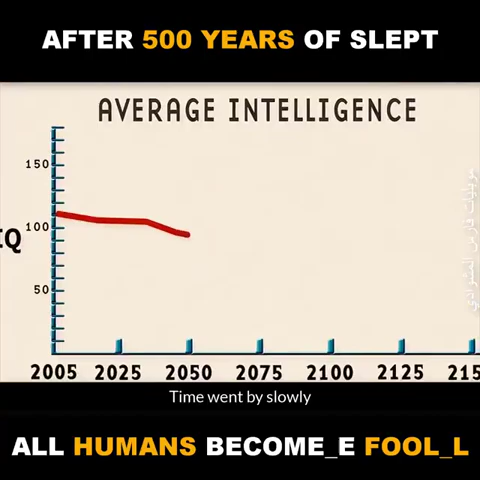 AFTER 500 YEARS OF SLEPT
AVERAGE INTELLIGENCE
150
100
IQ
50
2005 2025 2050 2075 2100 2125 215
Time went by slowly
ALL HUMANS BECOME_E FOOL_L